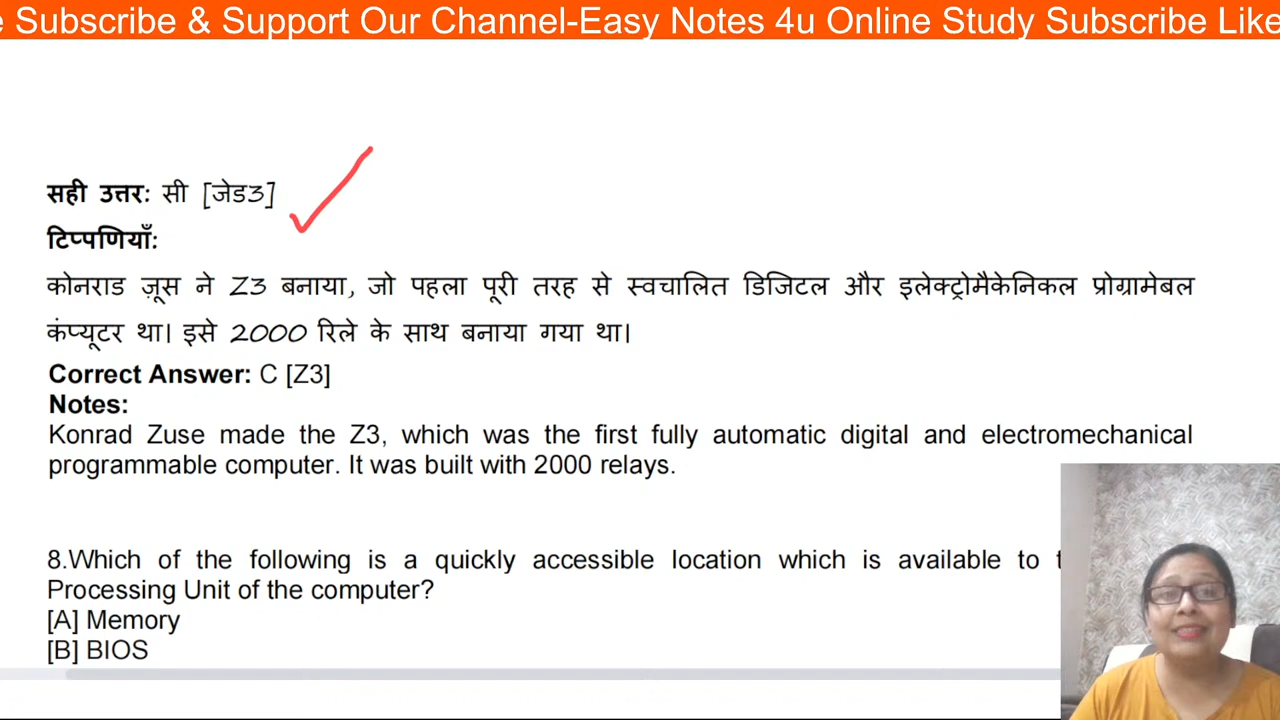 e Subscribe & Support Our Channel-Easy Notes 4u Online Study Subscribe Like
सही उत्तर: सी [जेड3]
टिप्पणियाँ:
कोनराड ज़ूस ने Z3 बनाया, जो पहला पूरी तरह से स्वचालित डिजिटल और इलेक्ट्रोमैकेनिकल प्रोग्रामेबल
कंप्यूटर था। इसे 2000 रिले के साथ बनाया गया था।
Correct Answer: C [Z3]
Notes:
Konrad Zuse made the Z3, which was the first fully automatic digital and electromechanical
programmable computer. It was built with 2000 relays.
8.Which of the following is a quickly accessible location which is available to
Processing Unit of the computer?
[A] Memory
[B] BIOS